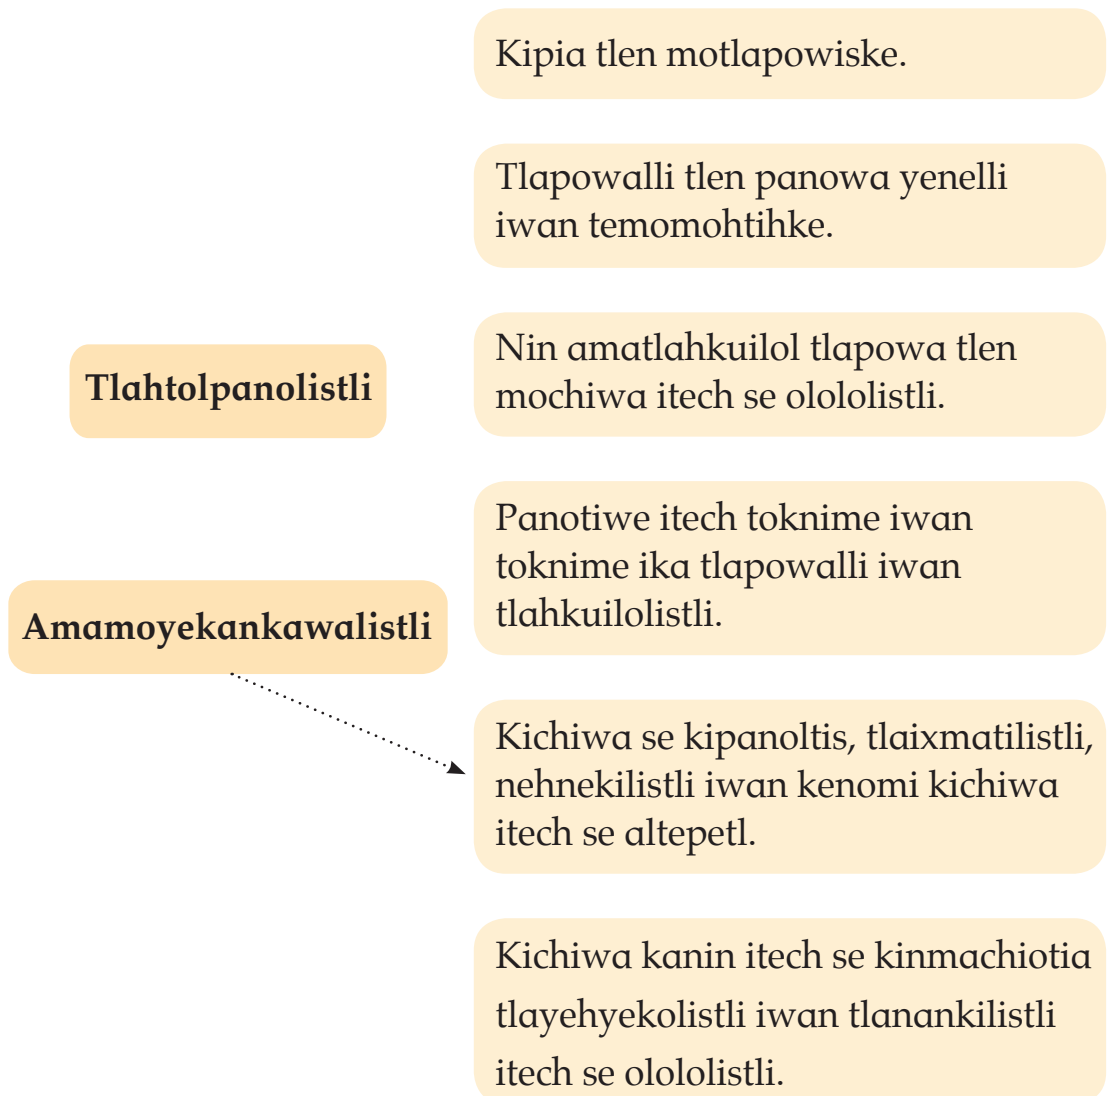 Kipia tlen motlapowiske.
Tlapowalli tlen panowa yenelli
iwan temomohtihke.
Nin amatlahkuilol tlapowa tlen
mochiwa itech se olololistli.
Tlahtolpanolistli
Panotiwe itech toknime iwan
toknime ika tlapowalli iwan
tlahkuilolistli.
Amamoyekankawalistli
Kichiwa se kipanoltis, tlaixmatilistli,
nehnekilistli iwan kenomi kichiwa
itech se altepetl.
Kichiwa kanin itech se kinmachiotia
tlayehyekolistli iwan tlanankilistli
itech se olololistli.